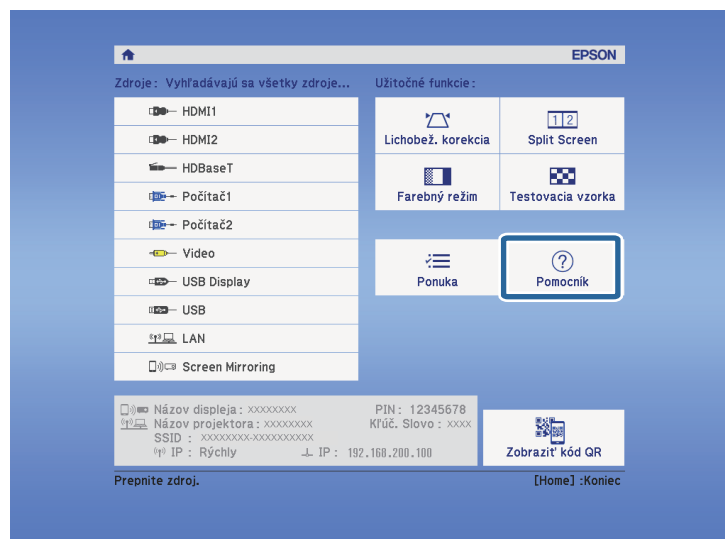 EPSON
Zdroje: Vyhľadávajú sa všetky zdroje...
HDMI1
HDMI2
HDBaseT
Počítač1
Počítač2
Video
USB Display
USB
LAN
Screen Mirroring
Užitočné funkcie:
Lichobež. korekcia
1 2
Split Screen
Farebný režim
Testovacia vzorka
Ponuka
?
Pomocník
Názov displeja: xxxxxxxx
PIN: 12345678
Názov projektora: xxxxxxxx
Kľúč. Slovo: xxxx
SSID : xxxxxxxx-xxxxxxxxxx
IP : Rýchly
IP : 192.168.200.100
Zobraziť kód QR
Prepnite zdroj.
[Home] :Koniec